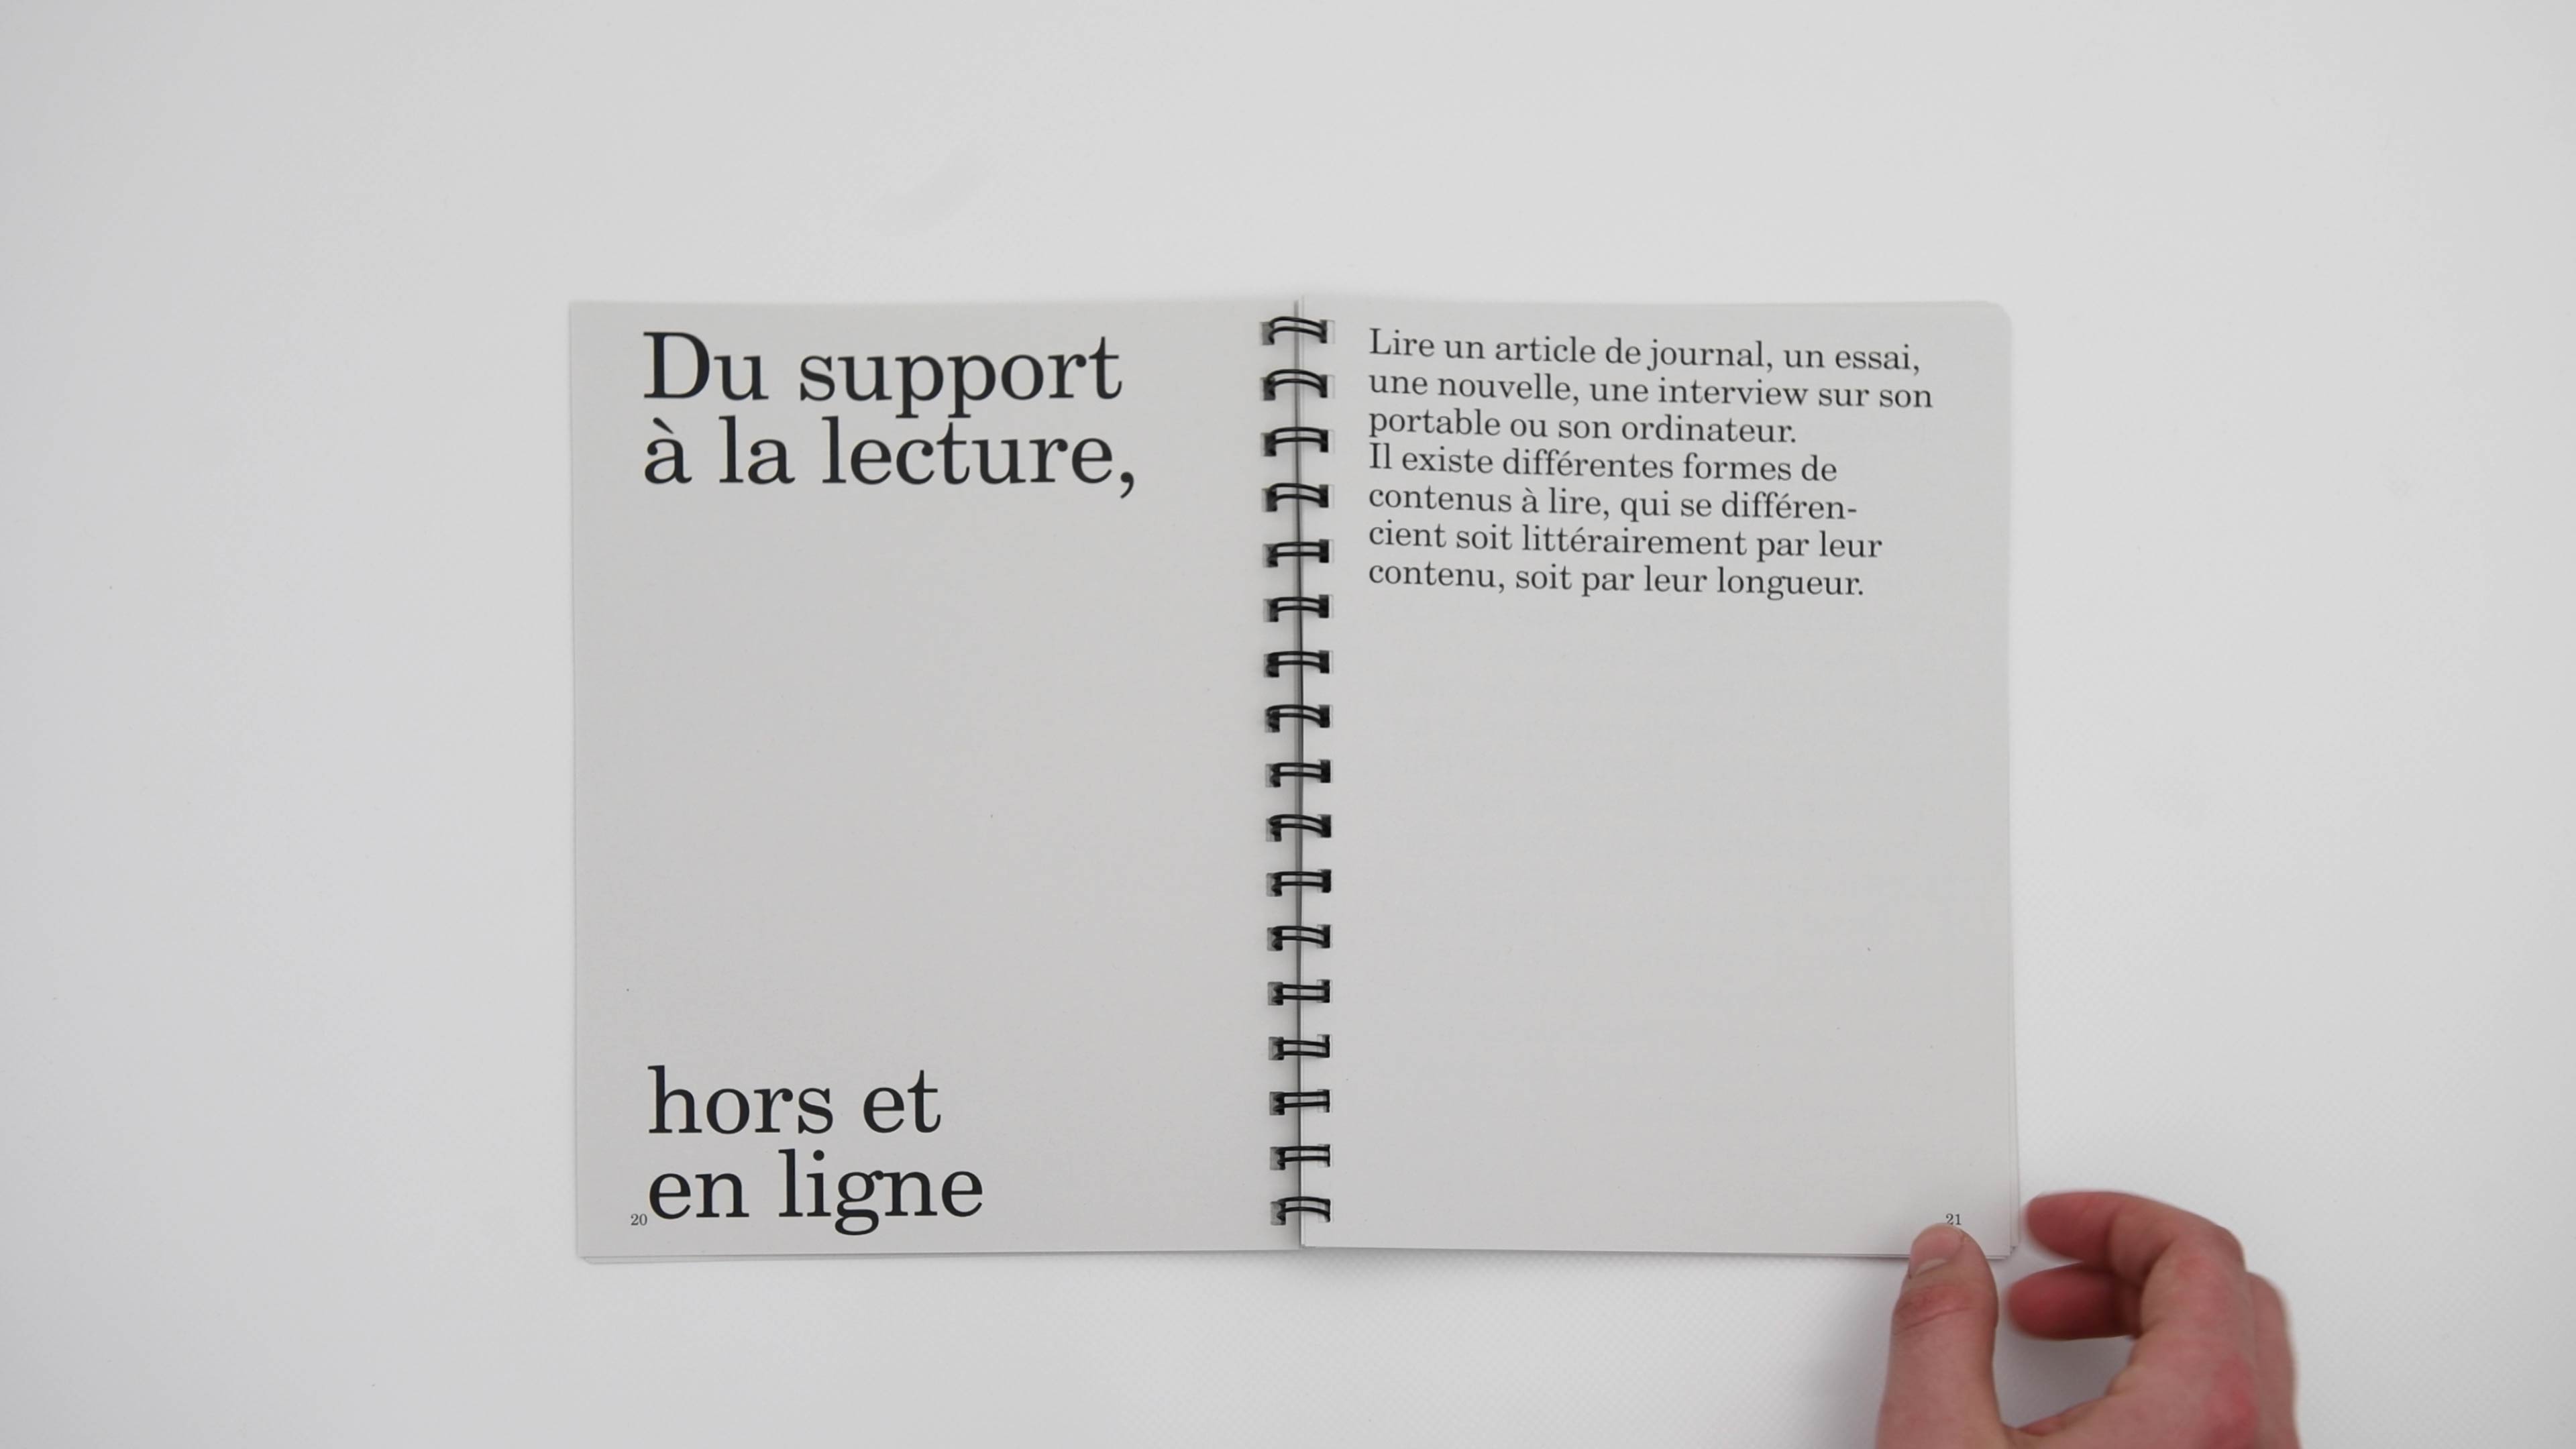 Du support
à la lecture,
hors et
en ligne
20
Lire un article de journal, un essai,
une nouvelle, une interview sur son
portable ou son ordinateur.
Il existe différentes formes de
contenus à lire, qui se différen-
cient soit littérairement par leur
contenu, soit par leur longueur.
21